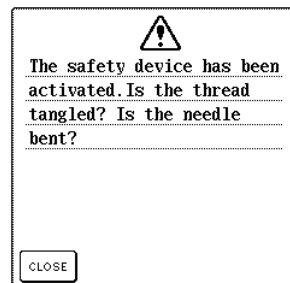 The safety device has been
activated.Is the thread
tangled? Is the needle
bent?
CLOSE